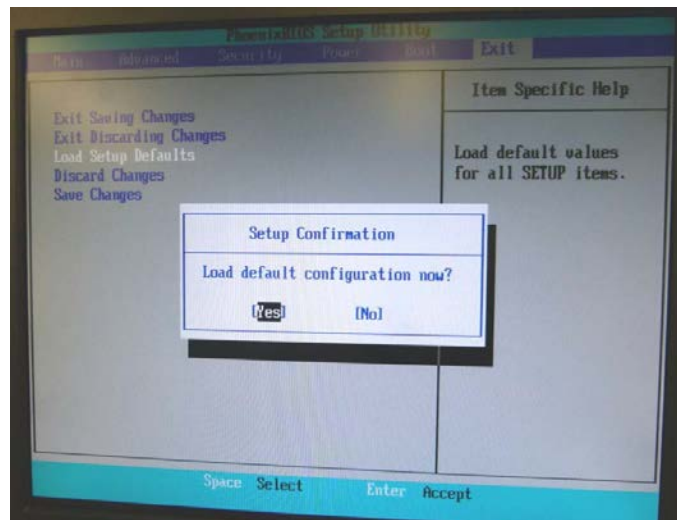 PhoenixBIOS Setup Utility
Main Advanced Security Power Boot Exit
Item Specific Help
Exit Saving Changes
Exit Discarding Changes
Load Setup Defaults
Discard Changes
Save Changes
Load default values
for all SETUP items.
Setup Confirmation
Load default configuration now?
[Yes] [No]
Space Select Enter Accept